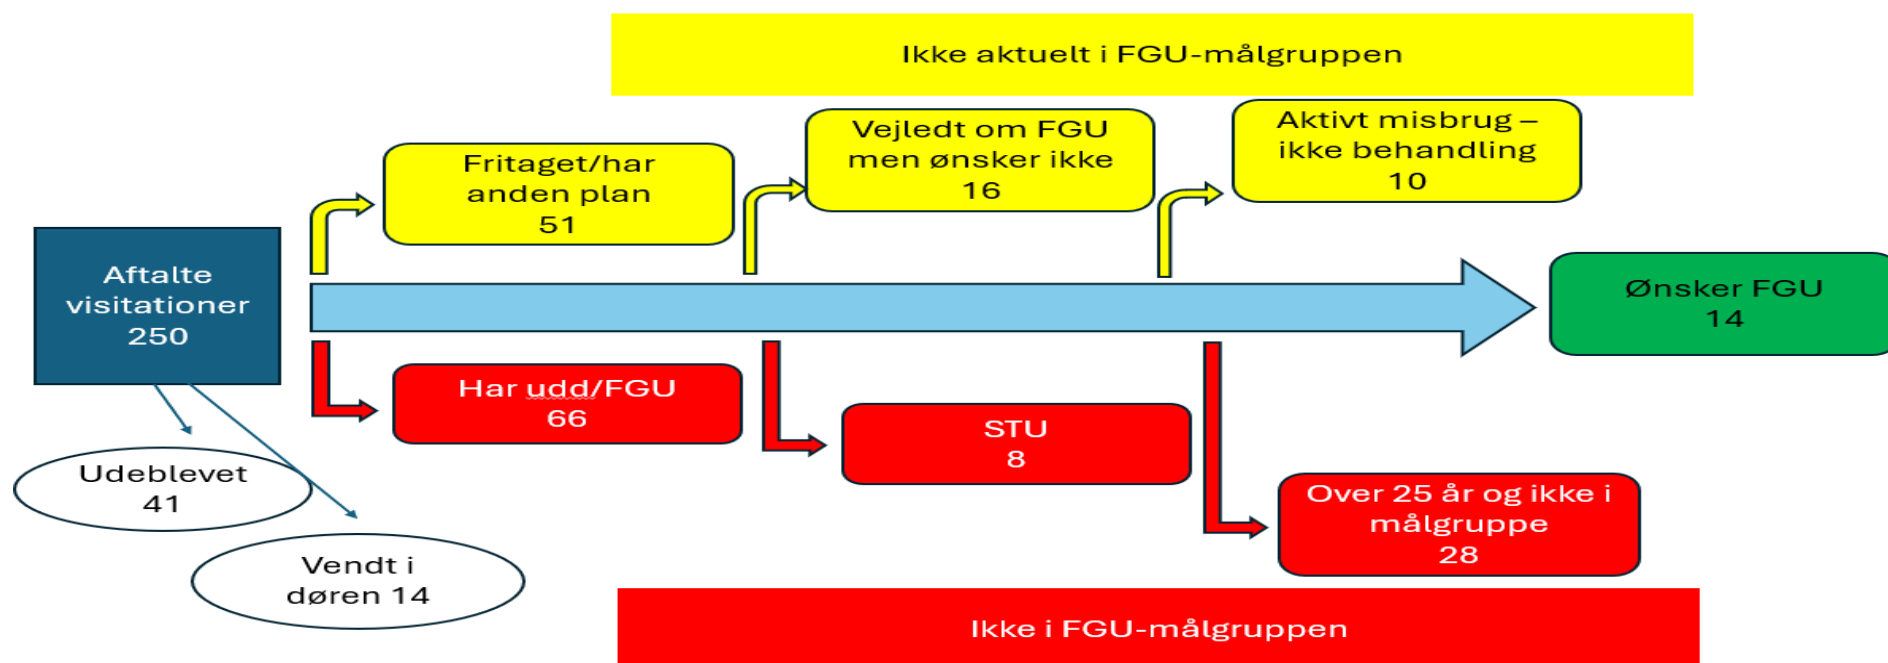 Ikke aktuelt i FGU-målgruppen
Fritaget/har
anden plan
51
Vejledt om FGU
men ønsker ikke
16
Aktivt misbrug –
ikke behandling
10
Aftalte
visitationer
250
Ønsker FGU
14
Har udd/FGU
66
STU
8
Over 25 år og ikke i
målgruppe
28
Udeblevet
41
Vendt i
døren 14
Ikke i FGU-målgruppen